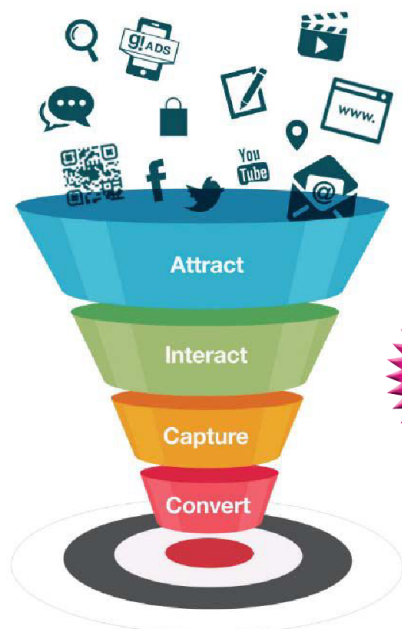 g! ADS
www.
You
Tube
f
@
Attract
Interact
Capture
Convert